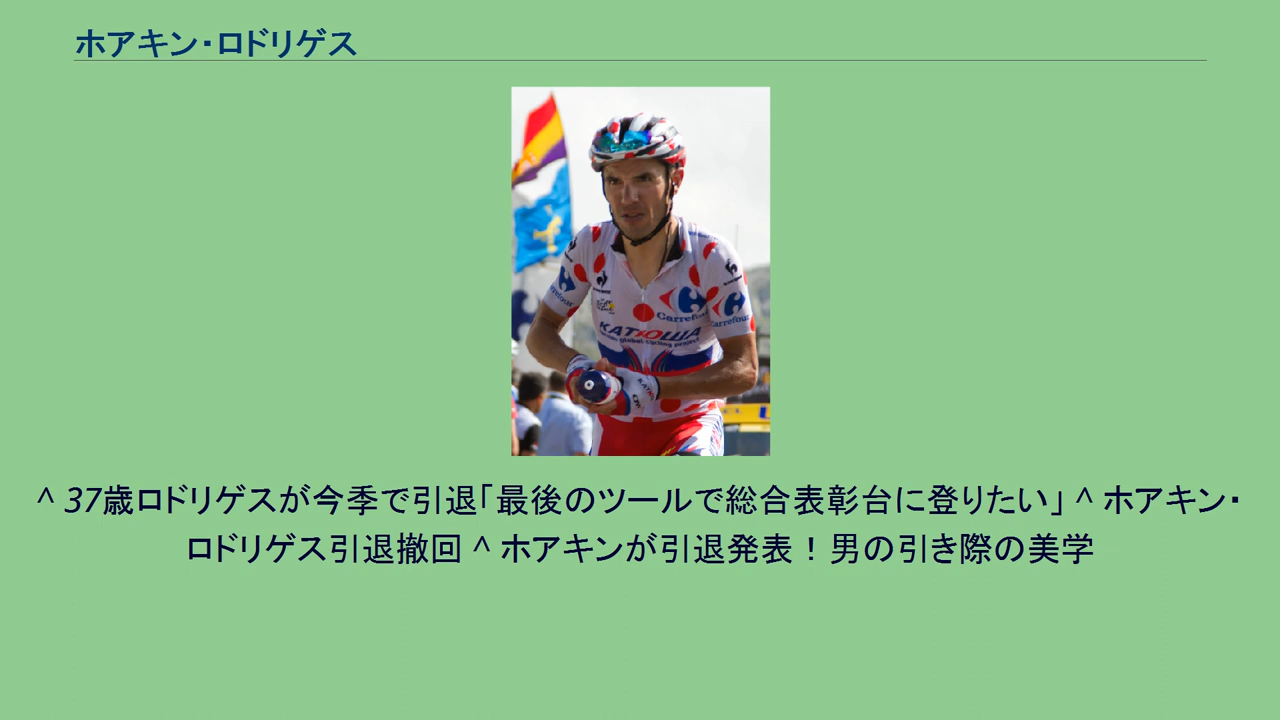 ホアキン・ロドリゲス
Carrefour
Carrefour
KATЮWA
^ 37歳ロドリゲスが今季で引退「最後のツールで総合表彰台に登りたい」 ^ ホアキン・
ロドリゲス引退撤回 ^ ホアキンが引退発表！男の引き際の美学